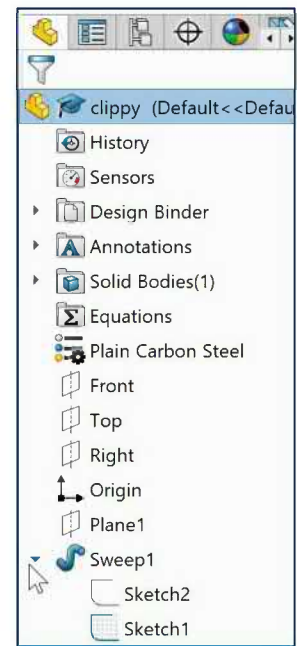 clippy (Default<<Defau
History
Sensors
Design Binder
Annotations
Solid Bodies(1)
Equations
Plain Carbon Steel
Front
Top
Right
Origin
Plane1
Sweep1
Sketch2
Sketch1